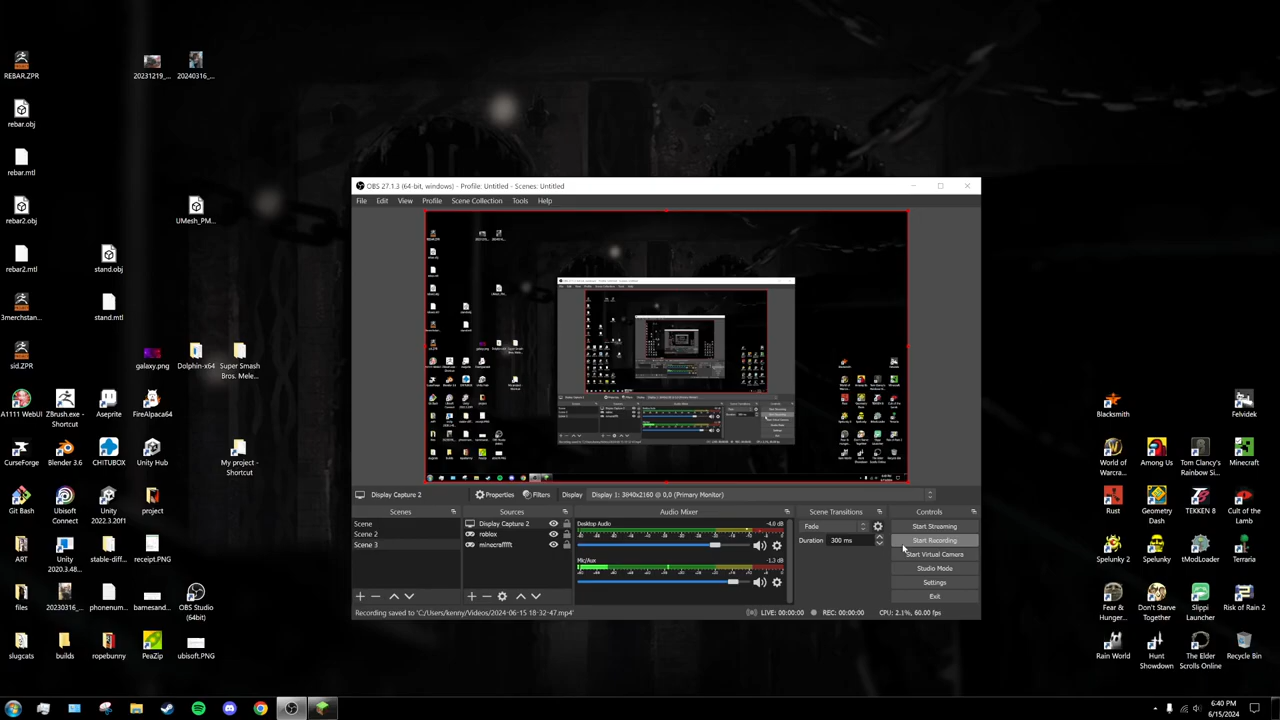 REBAR.ZPR
20231219_...
20240316_...
rebar.obj
rebar.mtl
rebar2.obj
UMesh_PM...
rebar2.mtl
stand.obj
3merchstan...
stand.mtl
sid.ZPR
galaxy.png
Dolphin-x64
Super Smash
Bros. Mele...
A1111 WebUI
ZBrush.exe -
Shortcut
Aseprite
FireAlpaca64
CurseForge
Blender 3.6
CHITUBOX
Unity Hub
My project -
Shortcut
Git Bash
Ubisoft
Connect
Unity
2022.3.20f1
project
ART
Unity
2020.3.48...
stable-diff...
receipt.PNG
files
20230316_...
phonenum...
barnesand...
OBS Studio
(64bit)
slugcats
builds
ropebunny
PeaZip
ubisoft.PNG
OBS 27.1.3 (64-bit, windows) - Profile: Untitled - Scenes: Untitled
File Edit View Profile Scene Collection Tools Help
Display Capture 2 Properties Filters Display Display 1: 3840x2160 @ 0,0 (Primary Monitor)
Scenes Sources Audio Mixer Scene Transitions Controls
Scene
Scene 2
Scene 3
Display Capture 2
roblox
minecrafffft
Desktop Audio -4.0 dB
Mic/Aux -1.3 dB
Fade
Duration 300 ms
Start Streaming
Start Recording
Start Virtual Camera
Studio Mode
Settings
Exit
Recording saved to 'C:/Users/kenny/Videos/2024-06-15 18-32-47.mp4' LIVE: 00:00:00 REC: 00:00:00 CPU: 2.1%, 60.00 fps
Blacksmith
Felvidek
World of
Warcra...
Among Us
Tom Clancy's
Rainbow Si...
Minecraft
Rust
Geometry
Dash
TEKKEN 8
Cult of the
Lamb
Spelunky 2
Spelunky
tModLoader
Terraria
Fear &
Hunger...
Don't Starve
Together
Slippi
Launcher
Risk of Rain 2
Rain World
Hunt
Showdown
The Elder
Scrolls Online
Recycle Bin
6:40 PM
6/15/2024